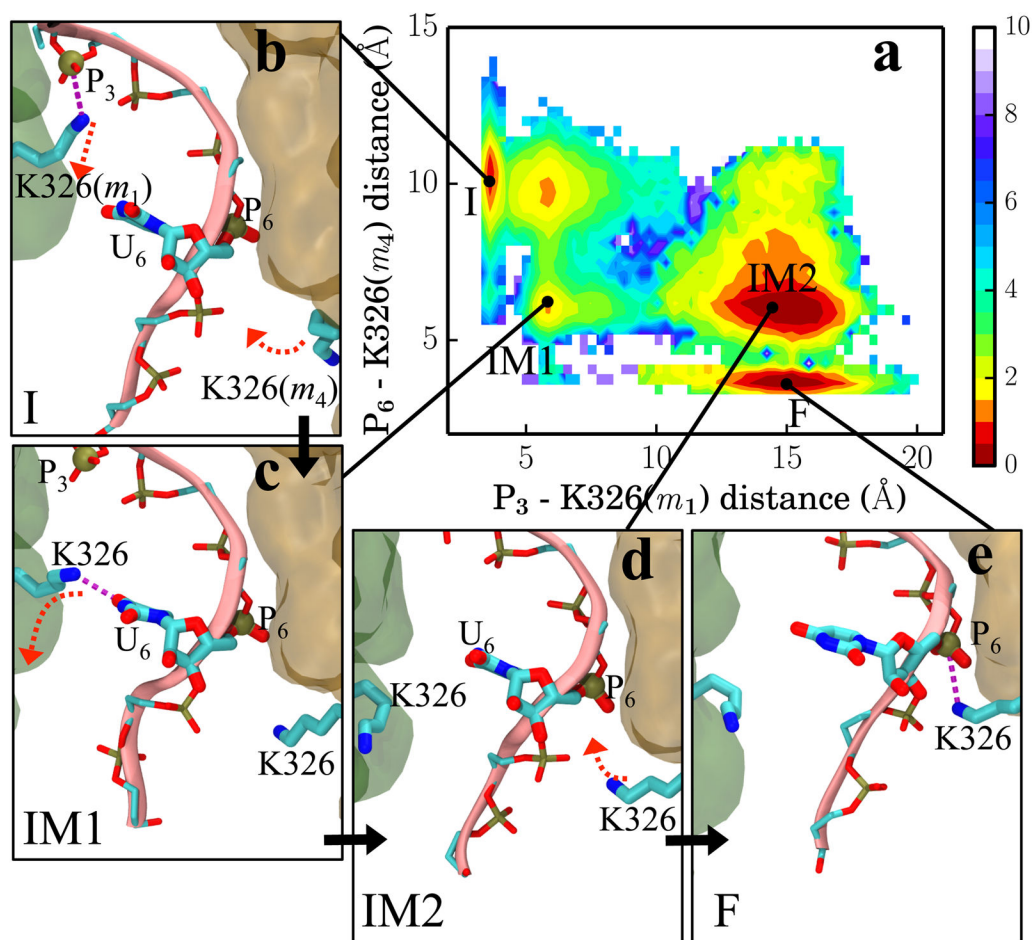 b
P3
K326(m1)
U6
P6
K326(m4)
I
a
15
10
5
5
10
15
20
P6 - K326(m4) distance (Å)
P3 - K326(m1) distance (Å)
I
IM1
IM2
F
10
8
6
4
2
0
c
P3
K326
U6
P6
K326
IM1
d
U6
K326
P6
K326
IM2
e
P6
K326
F